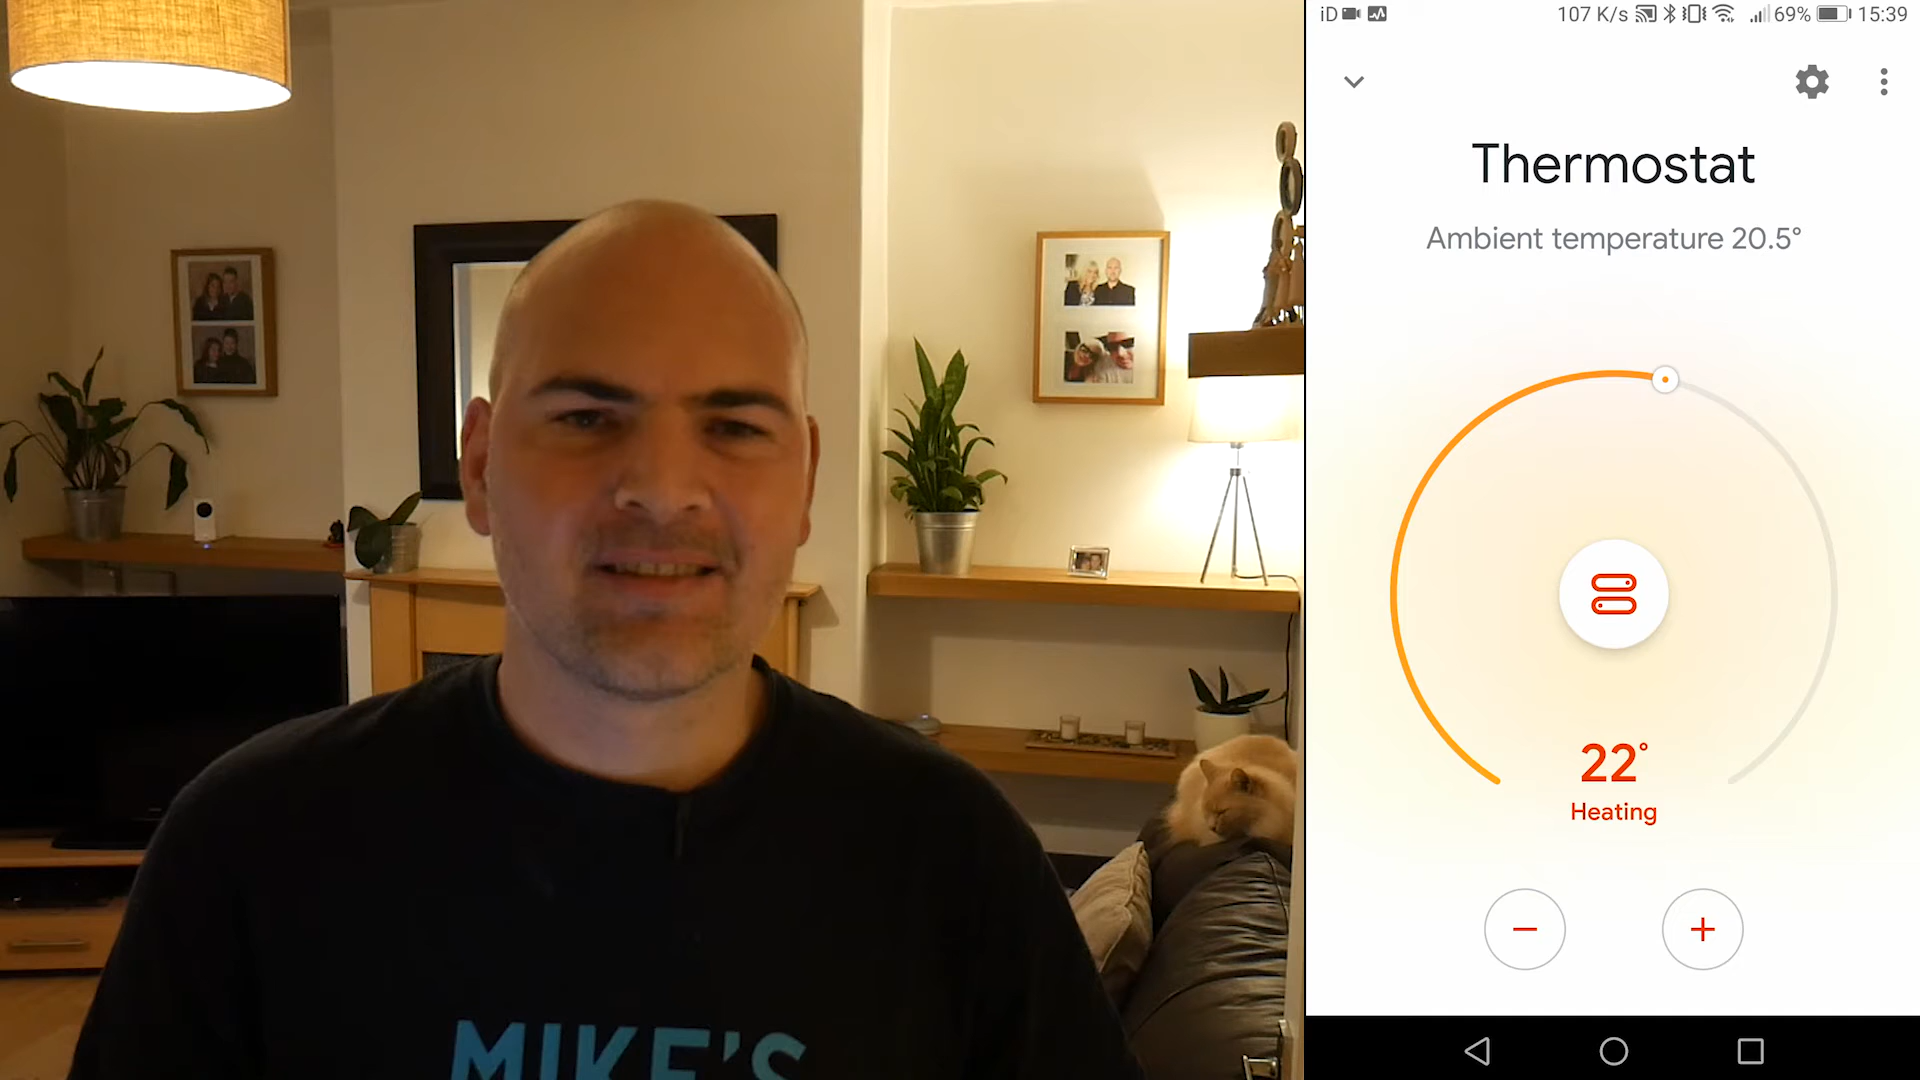 MIKE'S
iD 107 K/s 69% 15:39
Thermostat
Ambient temperature 20.5°
22°
Heating
− +